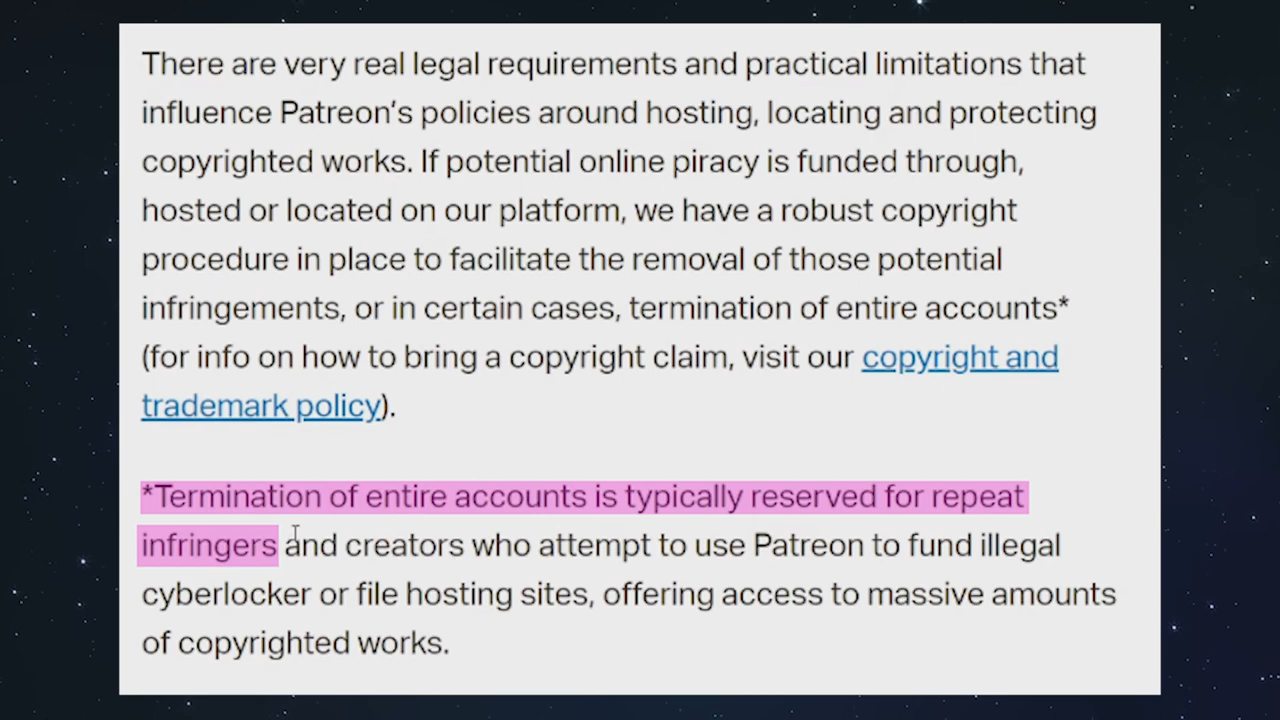 There are very real legal requirements and practical limitations that
influence Patreon's policies around hosting, locating and protecting
copyrighted works. If potential online piracy is funded through,
hosted or located on our platform, we have a robust copyright
procedure in place to facilitate the removal of those potential
infringements, or in certain cases, termination of entire accounts*
(for info on how to bring a copyright claim, visit our copyright and
trademark policy).
*Termination of entire accounts is typically reserved for repeat
infringers and creators who attempt to use Patreon to fund illegal
cyberlocker or file hosting sites, offering access to massive amounts
of copyrighted works.